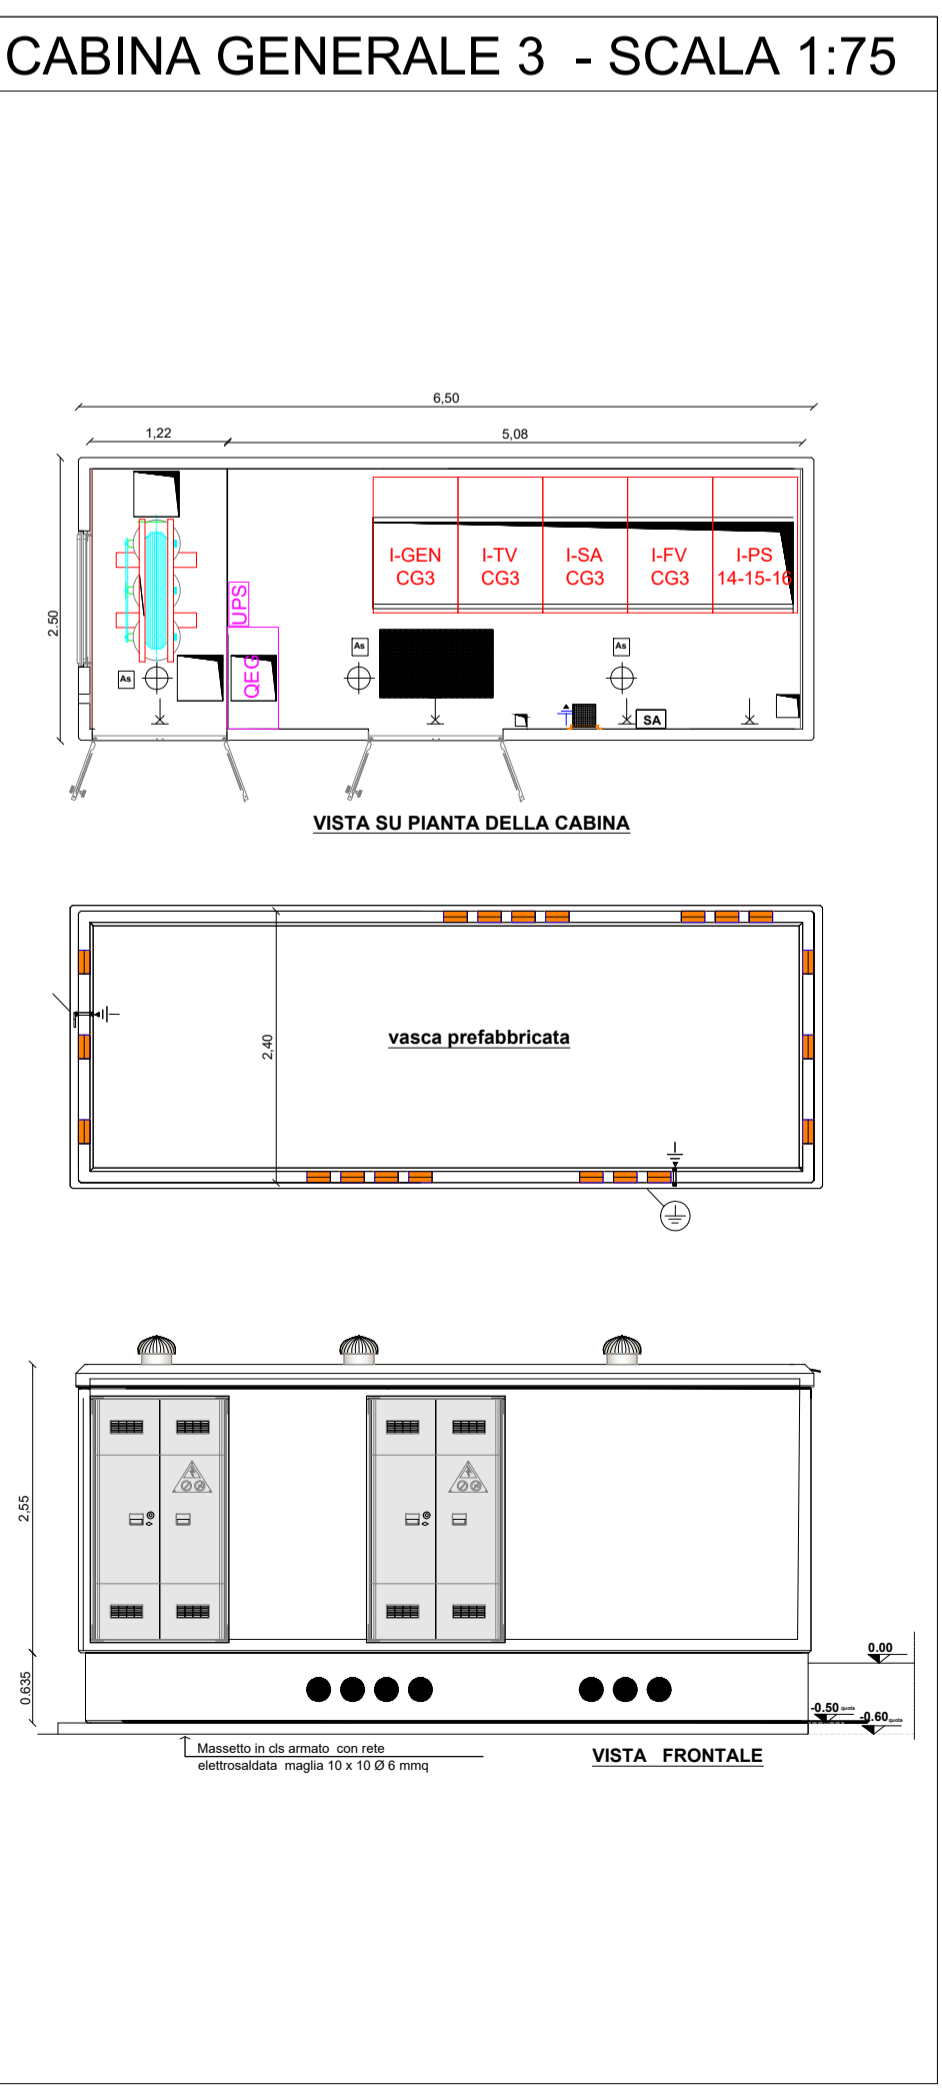 CABINA GENERALE 3 - SCALA 1:75
6,50
1,22
5,08
2.50
I-GEN
CG3
I-TV
CG3
I-SA
CG3
I-FV
CG3
I-PS
14-15-16
UPS
QEG
As
As
As
SA
VISTA SU PIANTA DELLA CABINA
2,40
vasca prefabbricata
2,55
0.635
0.00
-0.50 quota
-0.60 quota
Massetto in cls armato con rete
elettrosaldata maglia 10 x 10 Ø 6 mmq
VISTA FRONTALE